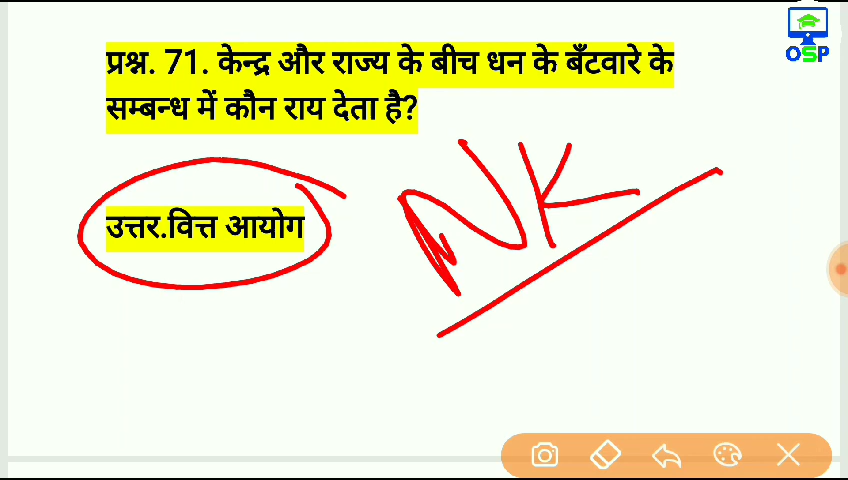 OSP
प्रश्न. 71. केन्द्र और राज्य के बीच धन के बँटवारे के
सम्बन्ध में कौन राय देता है?
NK
उत्तर.वित्त आयोग